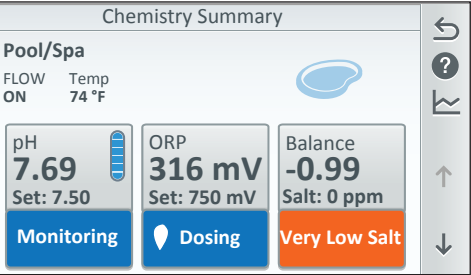 Chemistry Summary
Pool/Spa
FLOW Temp
ON 74 °F
pH
7.69
Set: 7.50
Monitoring
ORP
316 mV
Set: 750 mV
Dosing
Balance
-0.99
Salt: 0 ppm
Very Low Salt
?